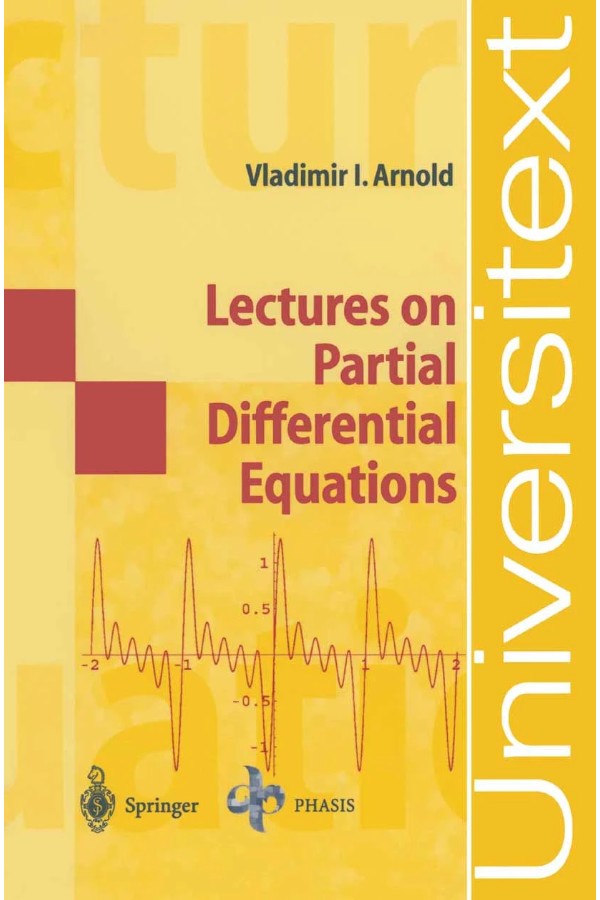 Vladimir I. Arnold
Lectures on
Partial
Differential
Equations
1
0.5
-2
-1
1
2
-0.5
-1
Springer
PHASIS
Universitext